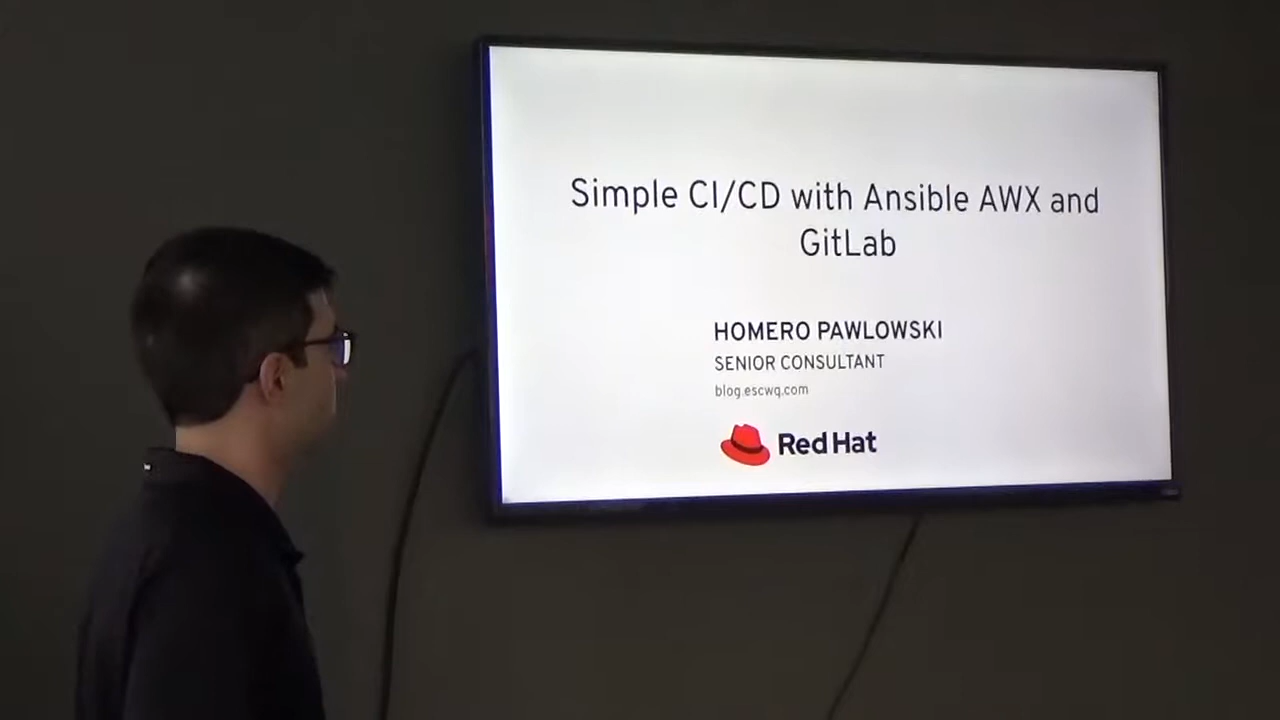 Simple CI/CD with Ansible AWX and
GitLab
HOMERO PAWLOWSKI
SENIOR CONSULTANT
blog.escwq.com
Red Hat